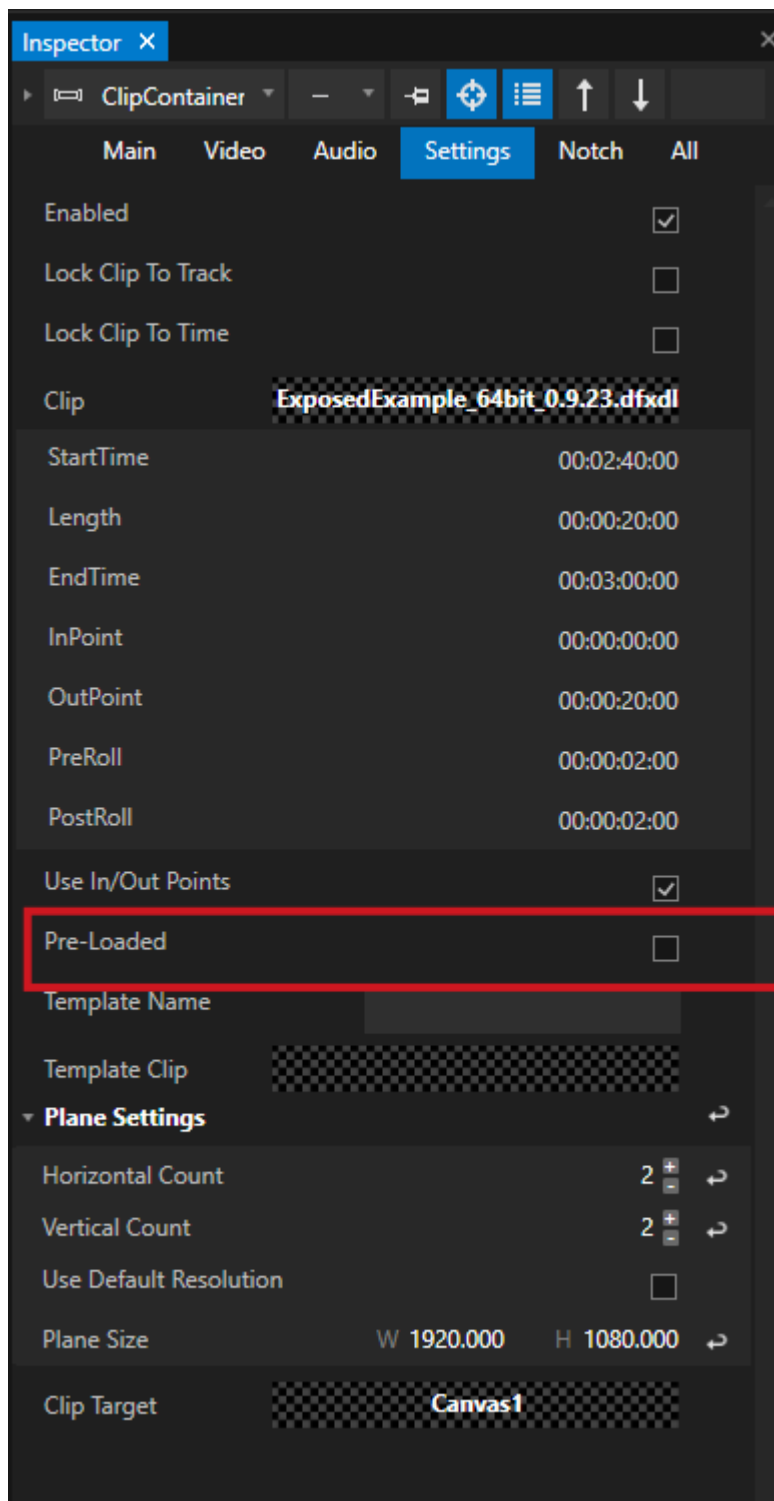 Inspector
ClipContainer
Main Video Audio Settings Notch All
Enabled
Lock Clip To Track
Lock Clip To Time
Clip ExposedExample_64bit_0.9.23.dfxdl
StartTime 00:02:40:00
Length 00:00:20:00
EndTime 00:03:00:00
InPoint 00:00:00:00
OutPoint 00:00:20:00
PreRoll 00:00:02:00
PostRoll 00:00:02:00
Use In/Out Points
Pre-Loaded
Template Name
Template Clip
Plane Settings
Horizontal Count 2
Vertical Count 2
Use Default Resolution
Plane Size W 1920.000 H 1080.000
Clip Target Canvas1